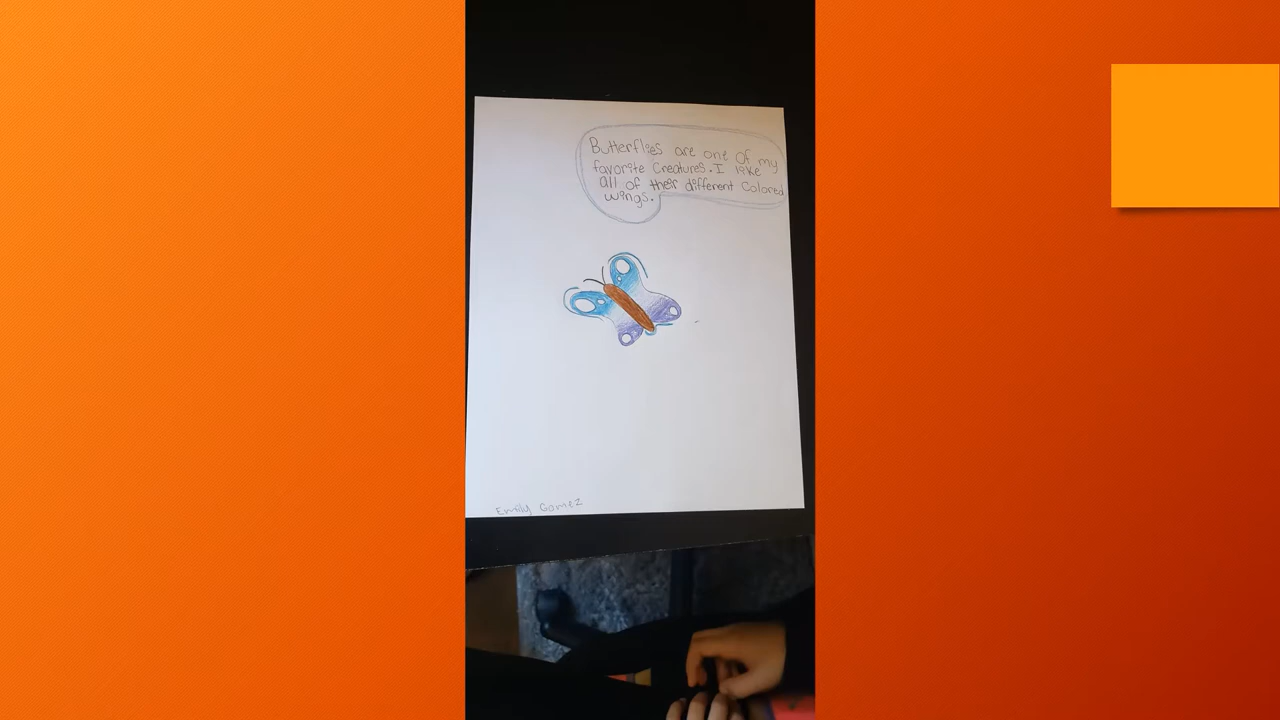 Butterflies are one of my
favorite Creatures. I like
all of their different Colored
wings.
Emily Gomez